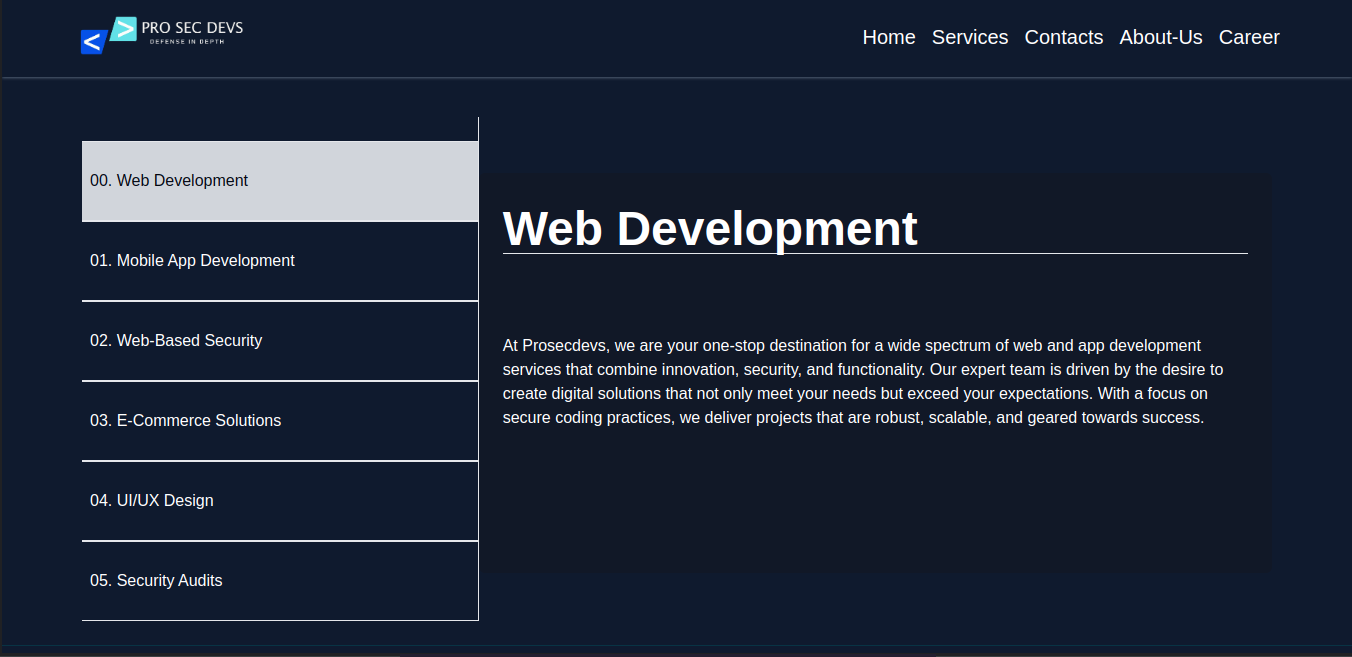 PRO SEC DEVS
DEFENSE IN DEPTH
Home Services Contacts About-Us Career
00. Web Development
01. Mobile App Development
02. Web-Based Security
03. E-Commerce Solutions
04. UI/UX Design
05. Security Audits
Web Development
At Prosecdevs, we are your one-stop destination for a wide spectrum of web and app development
services that combine innovation, security, and functionality. Our expert team is driven by the desire to
create digital solutions that not only meet your needs but exceed your expectations. With a focus on
secure coding practices, we deliver projects that are robust, scalable, and geared towards success.